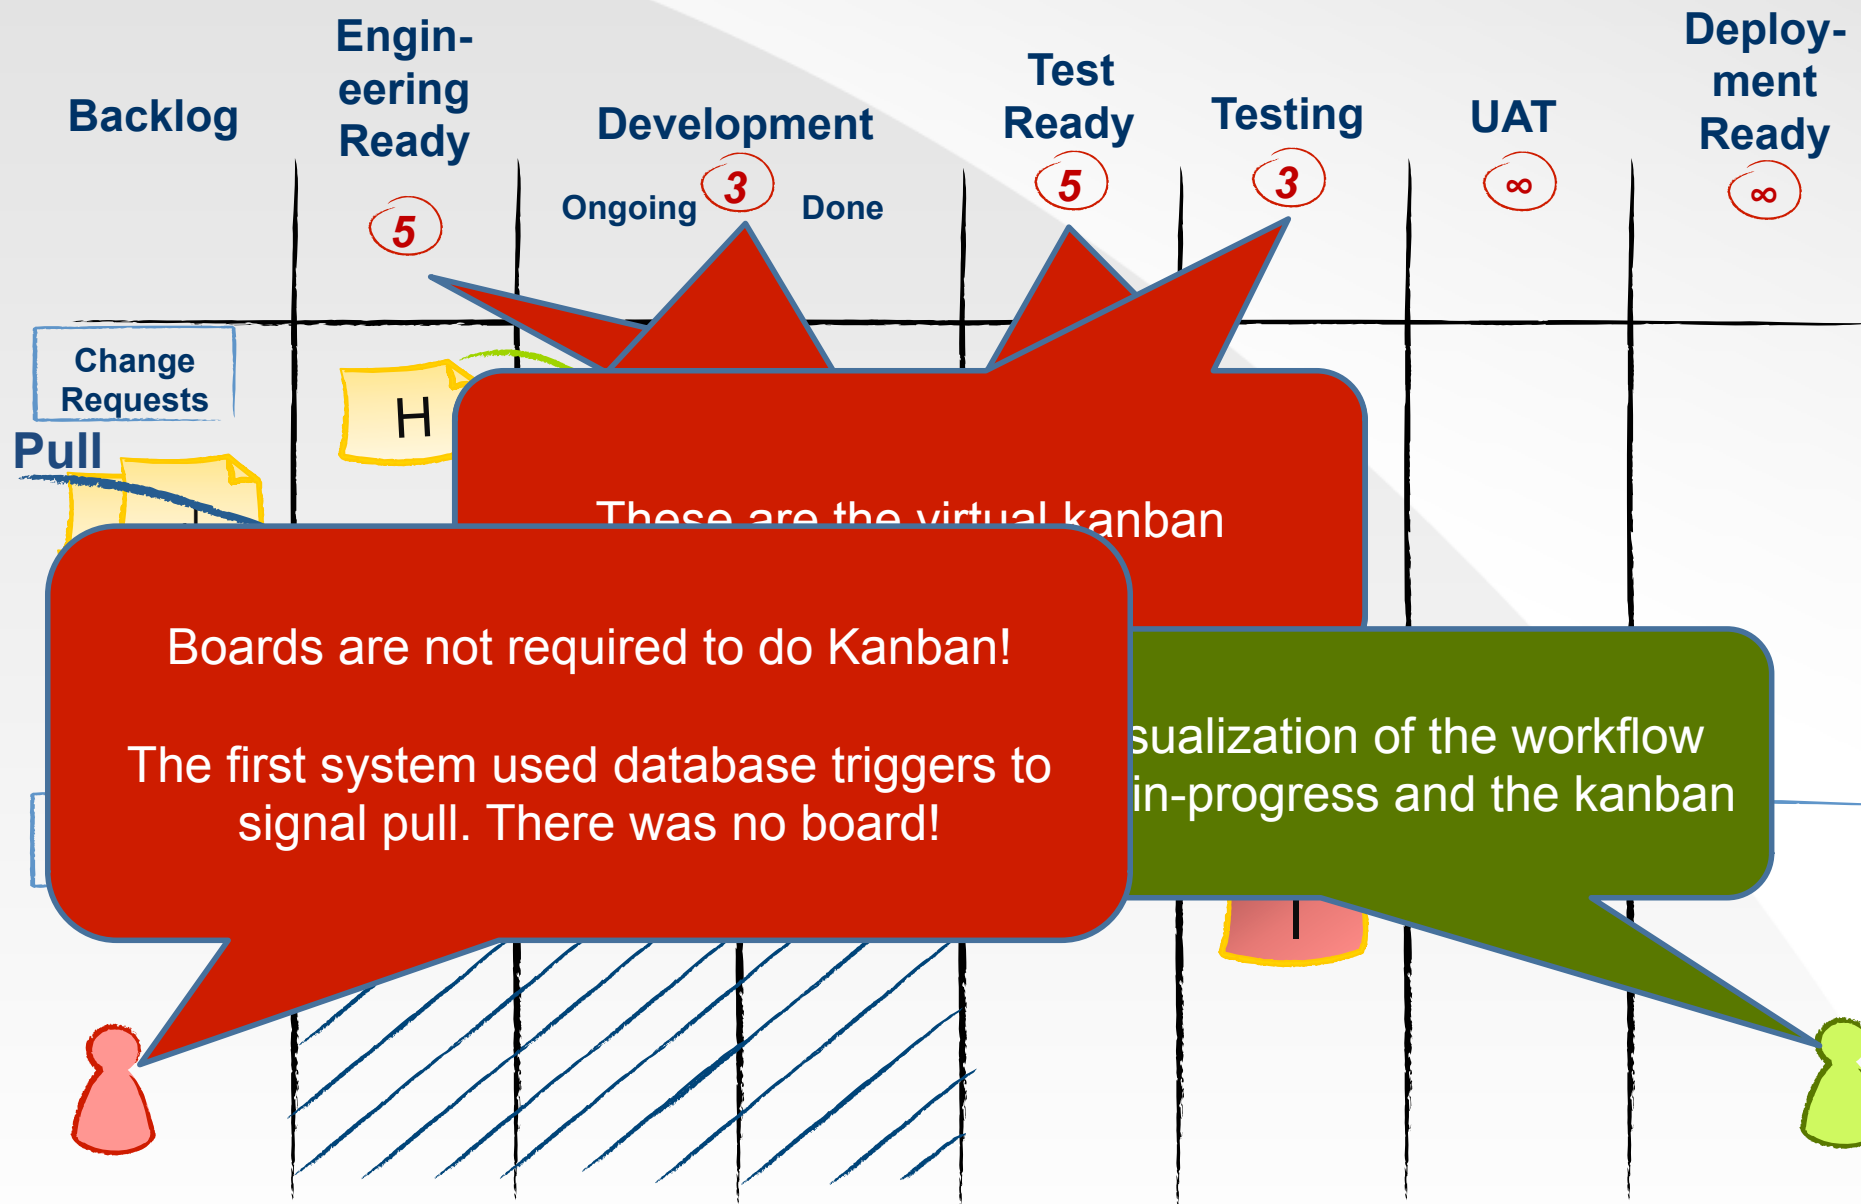 Backlog
Engin-
eering
Ready
5
Development
3
Ongoing
Done
Test
Ready
5
Testing
3
UAT
∞
Deploy-
ment
Ready
∞
Change
Requests
Pull
H
These are the virtual kanban
Boards are not required to do Kanban!
The first system used database triggers to
signal pull. There was no board!
sualization of the workflow
in-progress and the kanban